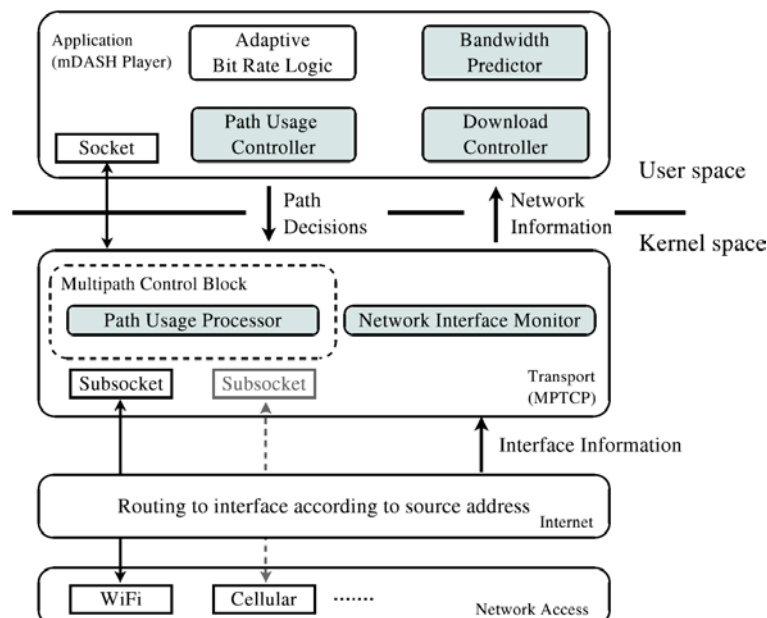 Application
(mDASH Player)
Adaptive
Bit Rate Logic
Bandwidth
Predictor
Path Usage
Controller
Download
Controller
Socket
User space
Path
Decisions
Network
Information
Kernel space
Multipath Control Block
Path Usage Processor
Network Interface Monitor
Subsocket
Subsocket
Transport
(MPTCP)
Interface Information
Routing to interface according to source address
Internet
WiFi
Cellular
.......
Network Access